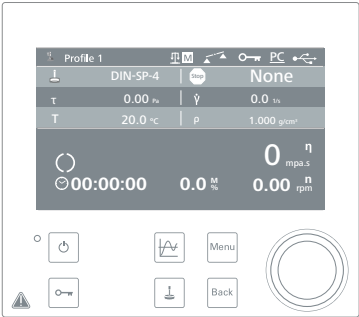 Profile 1 M PC
DIN-SP-4 Stop None
τ 0.00 Pa γ̇ 0.0 1/s
T 20.0 °C ρ 1.000 g/cm³
0 mpa.s η
00:00:00 0.0 M % 0.00 rpm n
Menu
Back